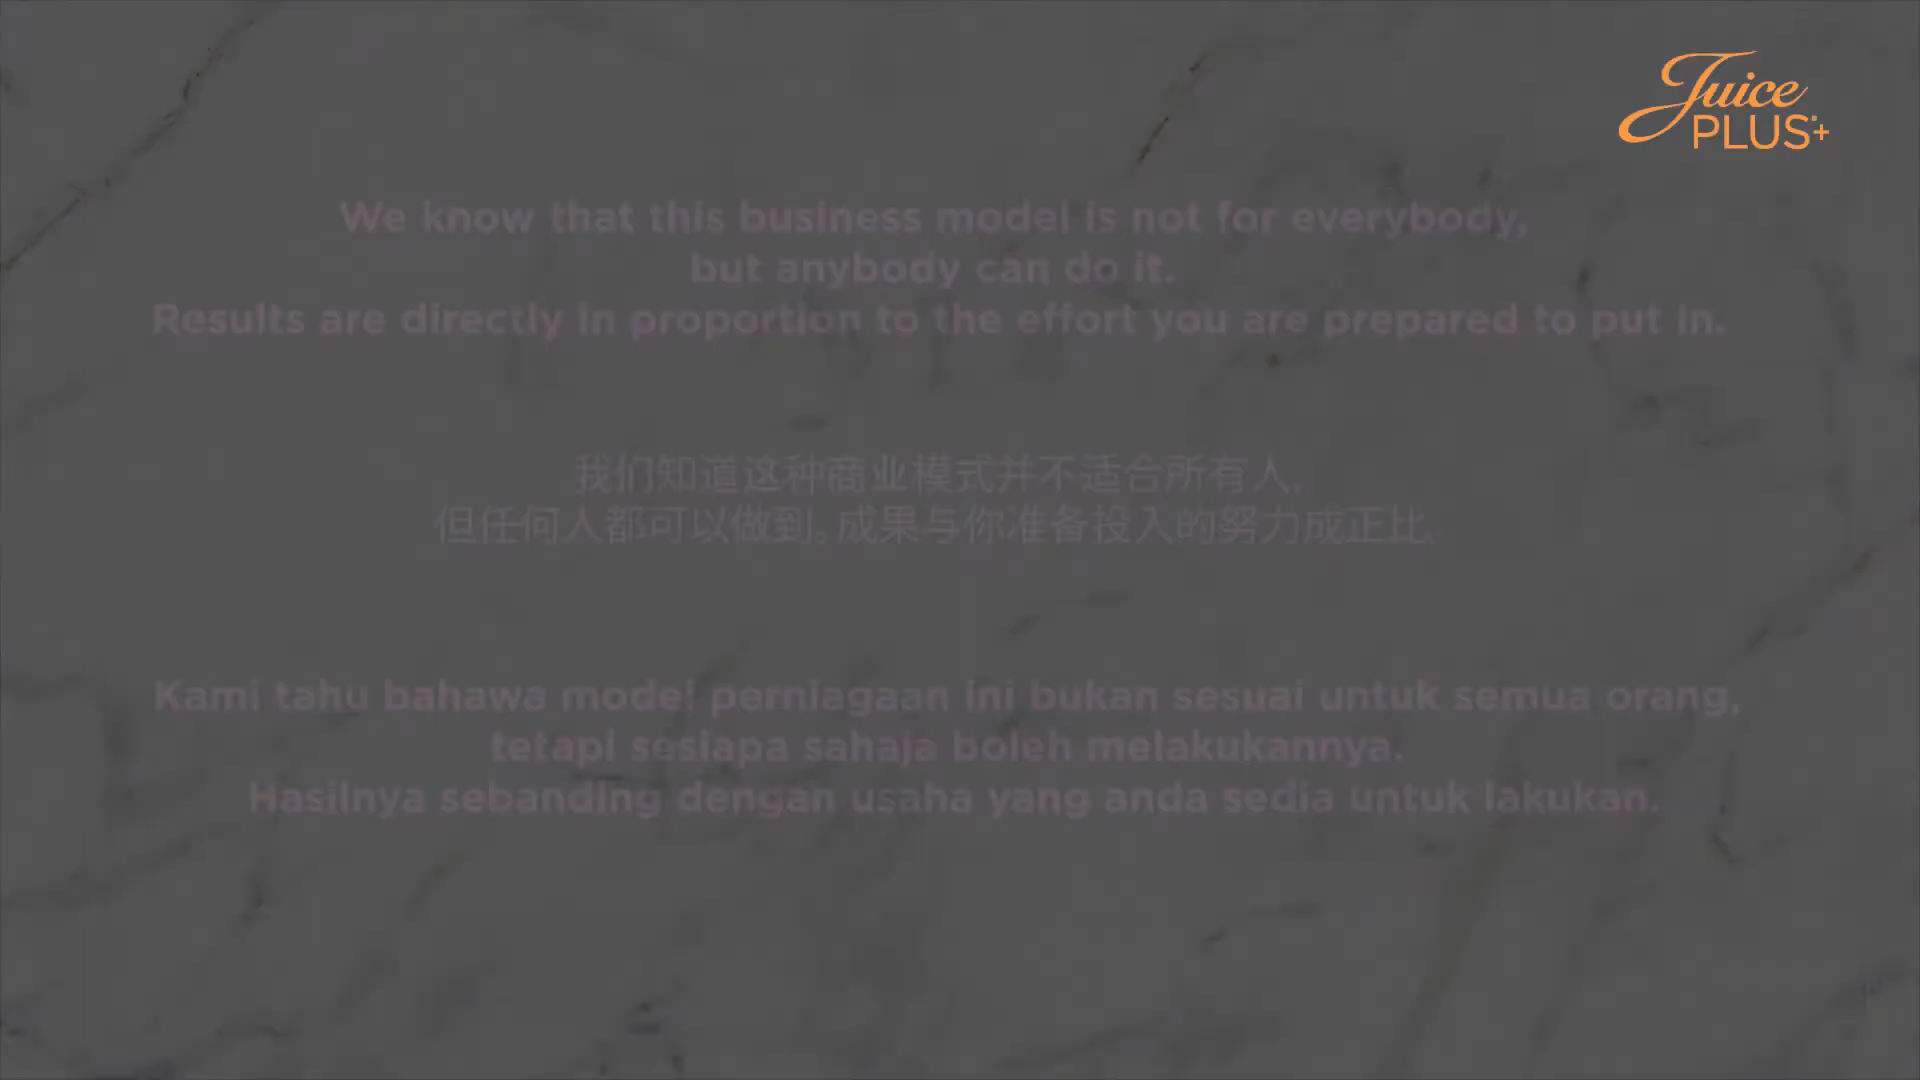 Juice
PLUS+
We know that this business model is not for everybody,
but anybody can do it.
Results are directly in proportion to the effort you are prepared to put in.
我们知道这种商业模式并不适合所有人,
但任何人都可以做到。成果与你准备投入的努力成正比。
Kami tahu bahawa model perniagaan ini bukan sesuai untuk semua orang,
tetapi sesiapa sahaja boleh melakukannya.
Hasilnya sebanding dengan usaha yang anda sedia untuk lakukan.